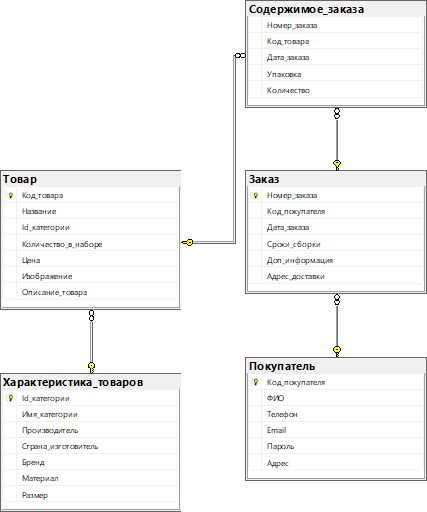 Содержимое_заказа
Номер_заказа
Код_товара
Дата_заказа
Упаковка
Количество
Товар
Код_товара
Название
Id_категории
Количество_в_наборе
Цена
Изображение
Описание_товара
Заказ
Номер_заказа
Код_покупателя
Дата_заказа
Сроки_сборки
Доп_информация
Адрес_доставки
Характеристика_товаров
Id_категории
Имя_категории
Производитель
Страна_изготовитель
Бренд
Материал
Размер
Покупатель
Код_покупателя
ФИО
Телефон
Email
Пароль
Адрес